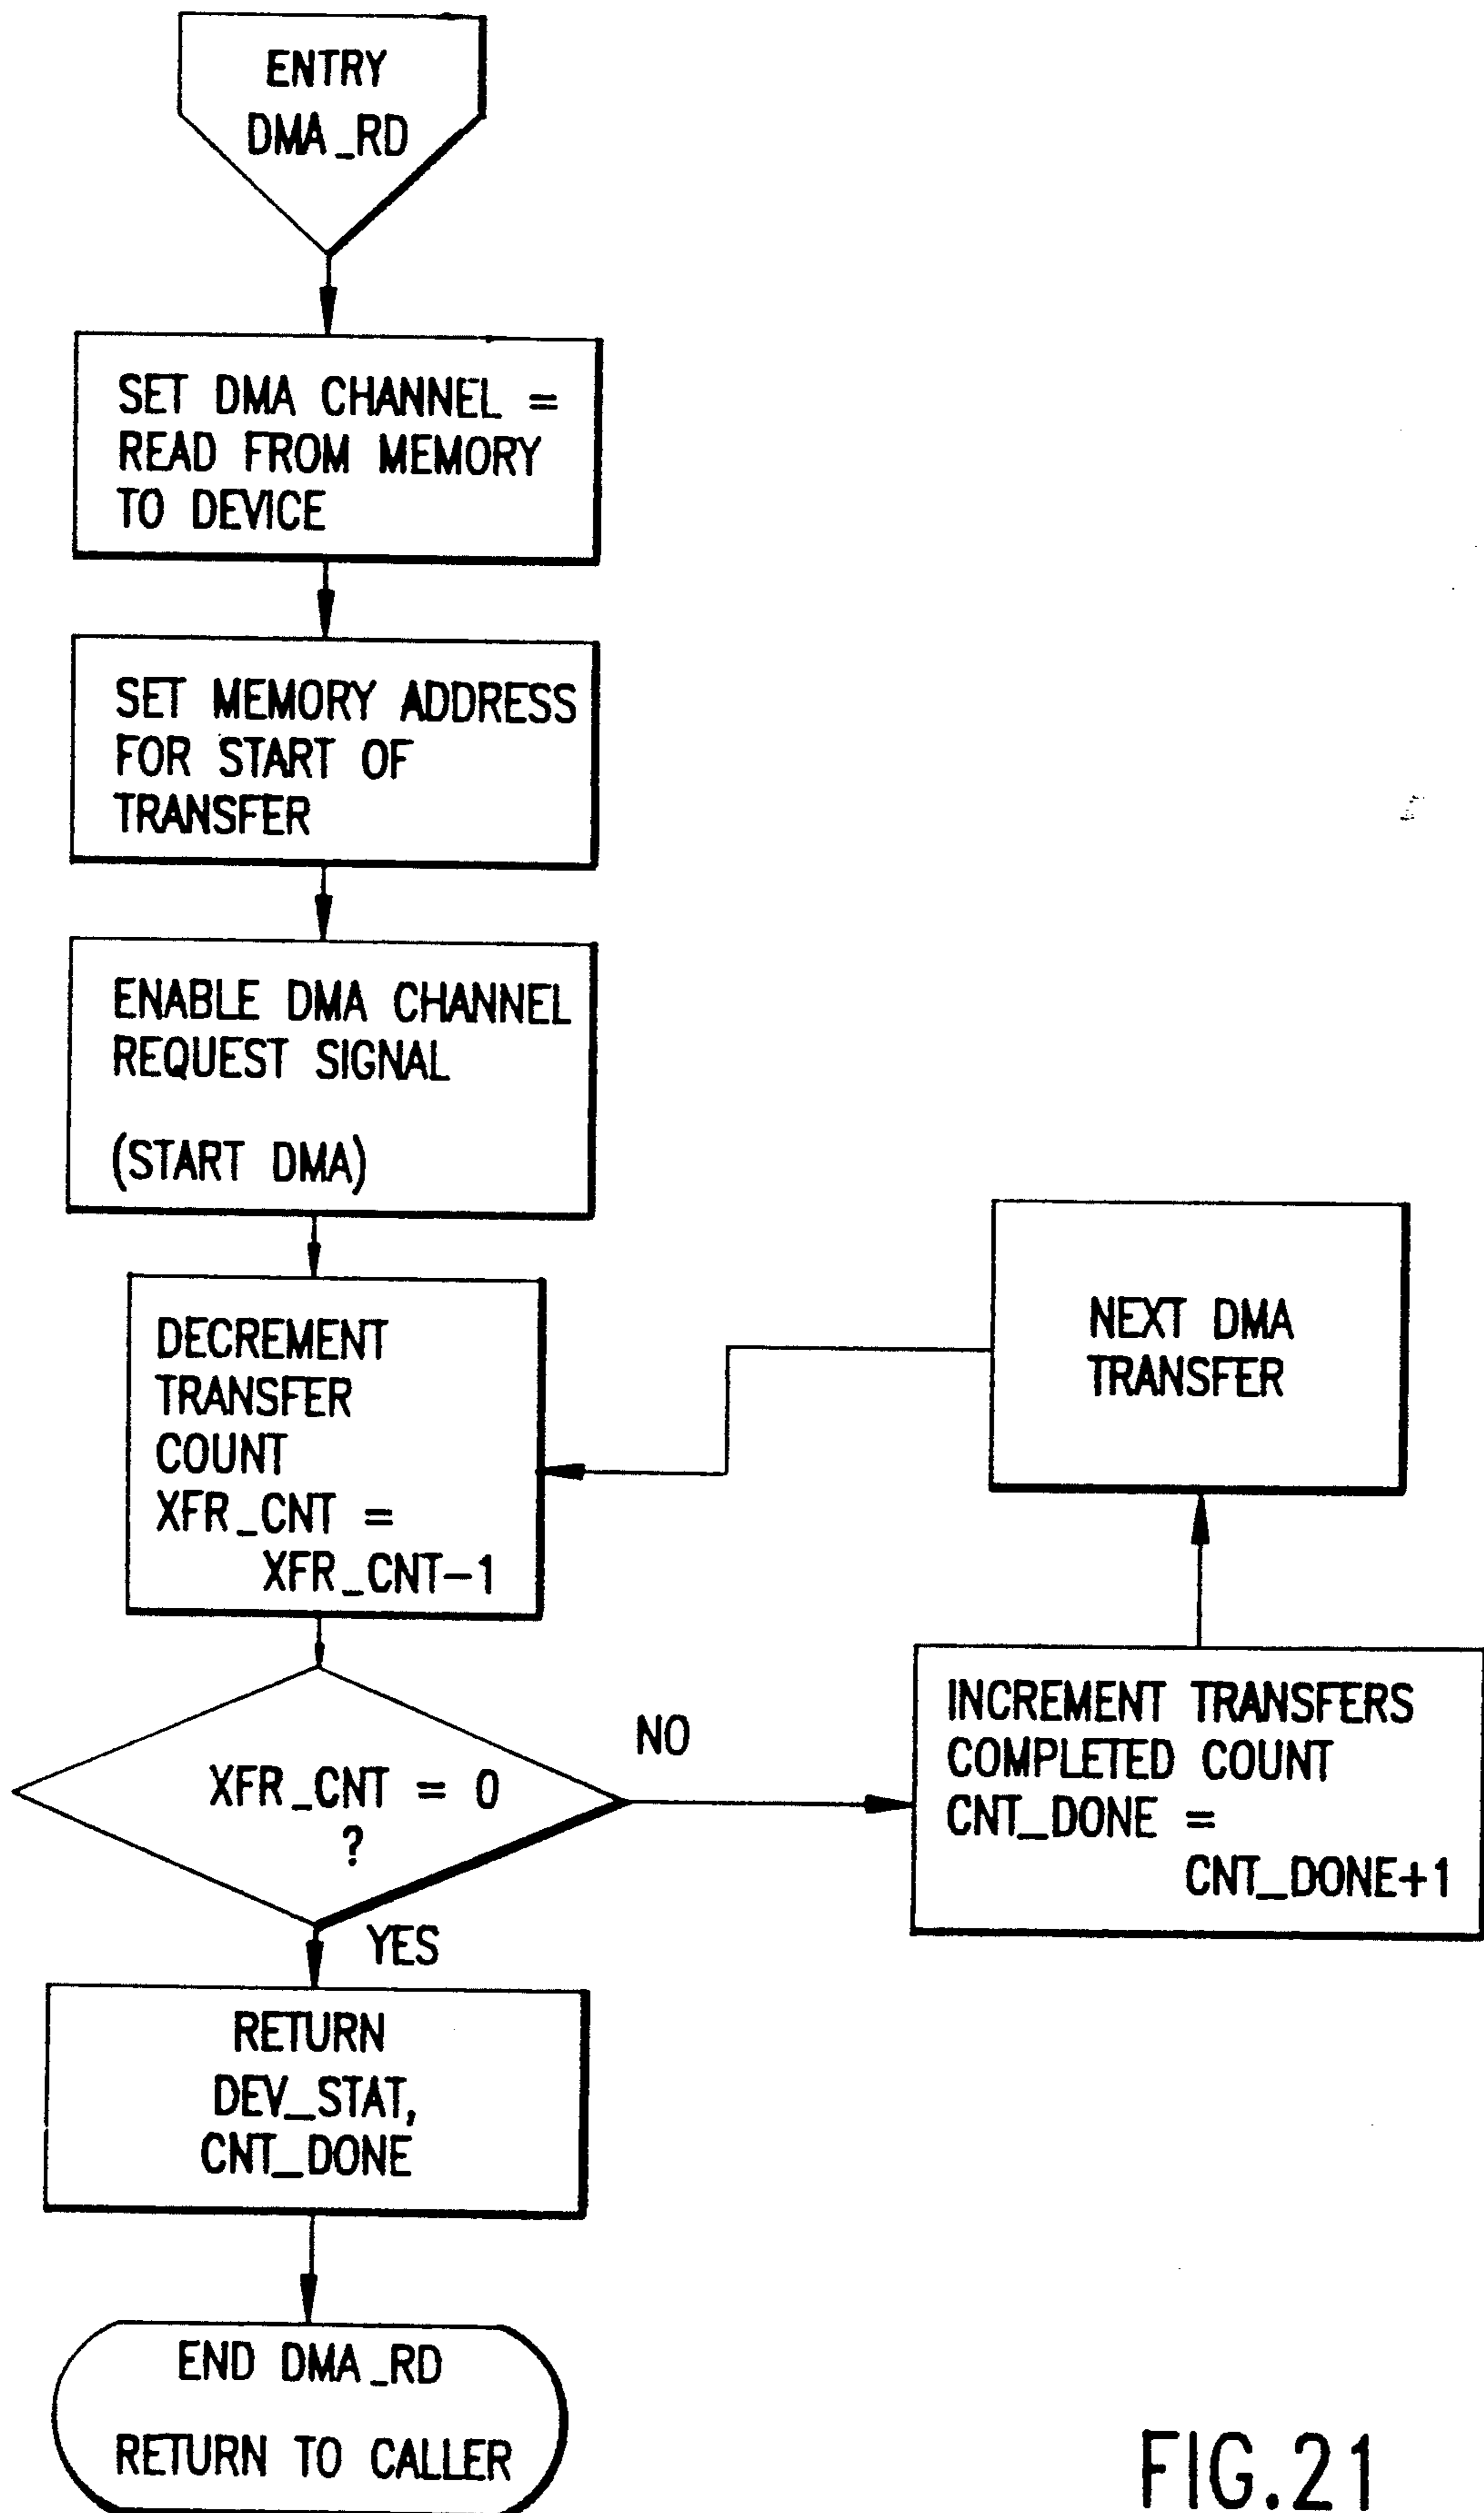 ENTRY
DMA_RD
SET DMA CHANNEL =
READ FROM MEMORY
TO DEVICE
SET MEMORY ADDRESS
FOR START OF
TRANSFER
ENABLE DMA CHANNEL
REQUEST SIGNAL
(START DMA)
DECREMENT
TRANSFER
COUNT
XFR_CNT =
XFR_CNT-1
NEXT DMA
TRANSFER
XFR_CNT = 0
?
NO
YES
INCREMENT TRANSFERS
COMPLETED COUNT
CNT_DONE =
CNT_DONE+1
RETURN
DEV_STAT,
CNT_DONE
END DMA_RD
RETURN TO CALLER
FIG.21